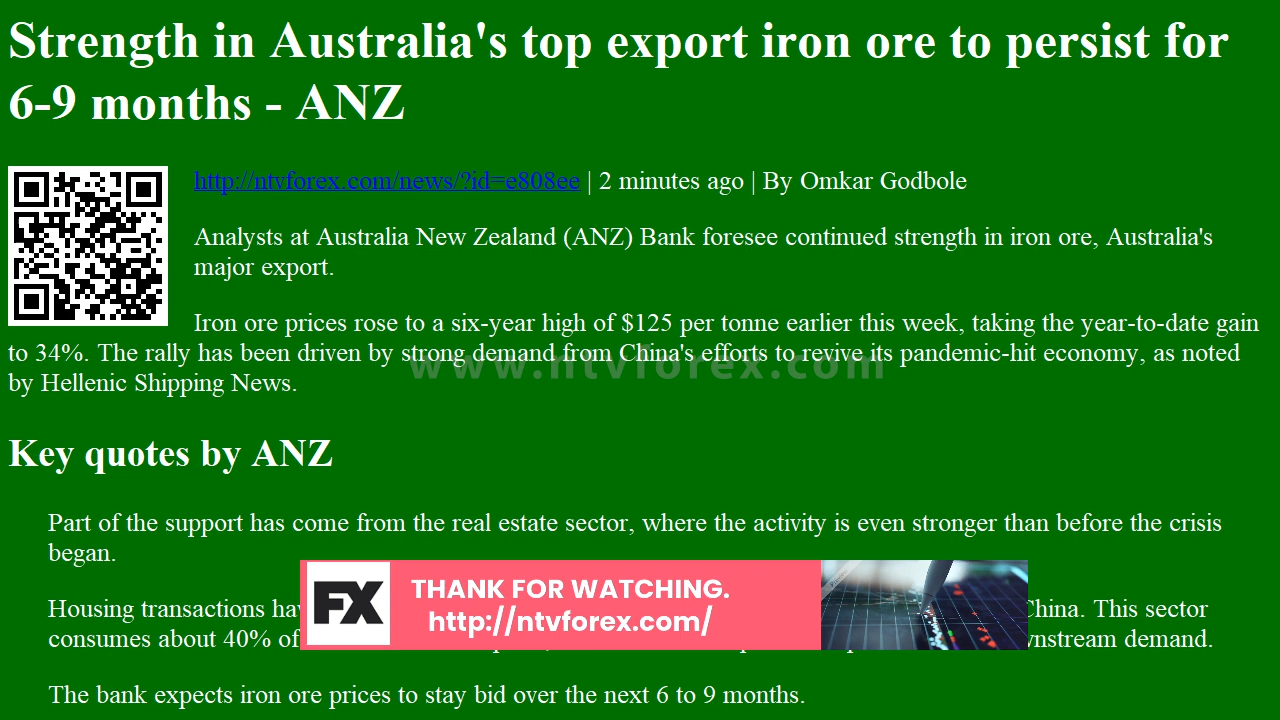 Strength in Australia's top export iron ore to persist for
6-9 months - ANZ
http://ntvforex.com/news/?id=e808ee | 2 minutes ago | By Omkar Godbole
Analysts at Australia New Zealand (ANZ) Bank foresee continued strength in iron ore, Australia's
major export.
Iron ore prices rose to a six-year high of $125 per tonne earlier this week, taking the year-to-date gain
to 34%. The rally has been driven by strong demand from China's efforts to revive its pandemic-hit economy, as noted
www.ntvforex.com
by Hellenic Shipping News.
Key quotes by ANZ
Part of the support has come from the real estate sector, where the activity is even stronger than before the crisis
began.
Housing transactions China. This sector
consumes about 40% of demand.
FX
THANK FOR WATCHING.
http://ntvforex.com/
The bank expects iron ore prices to stay bid over the next 6 to 9 months.